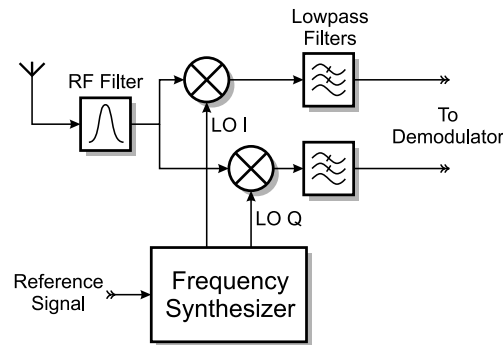 Lowpass
Filters
RF Filter
LO I
To
Demodulator
LO Q
Reference
Signal
Frequency
Synthesizer